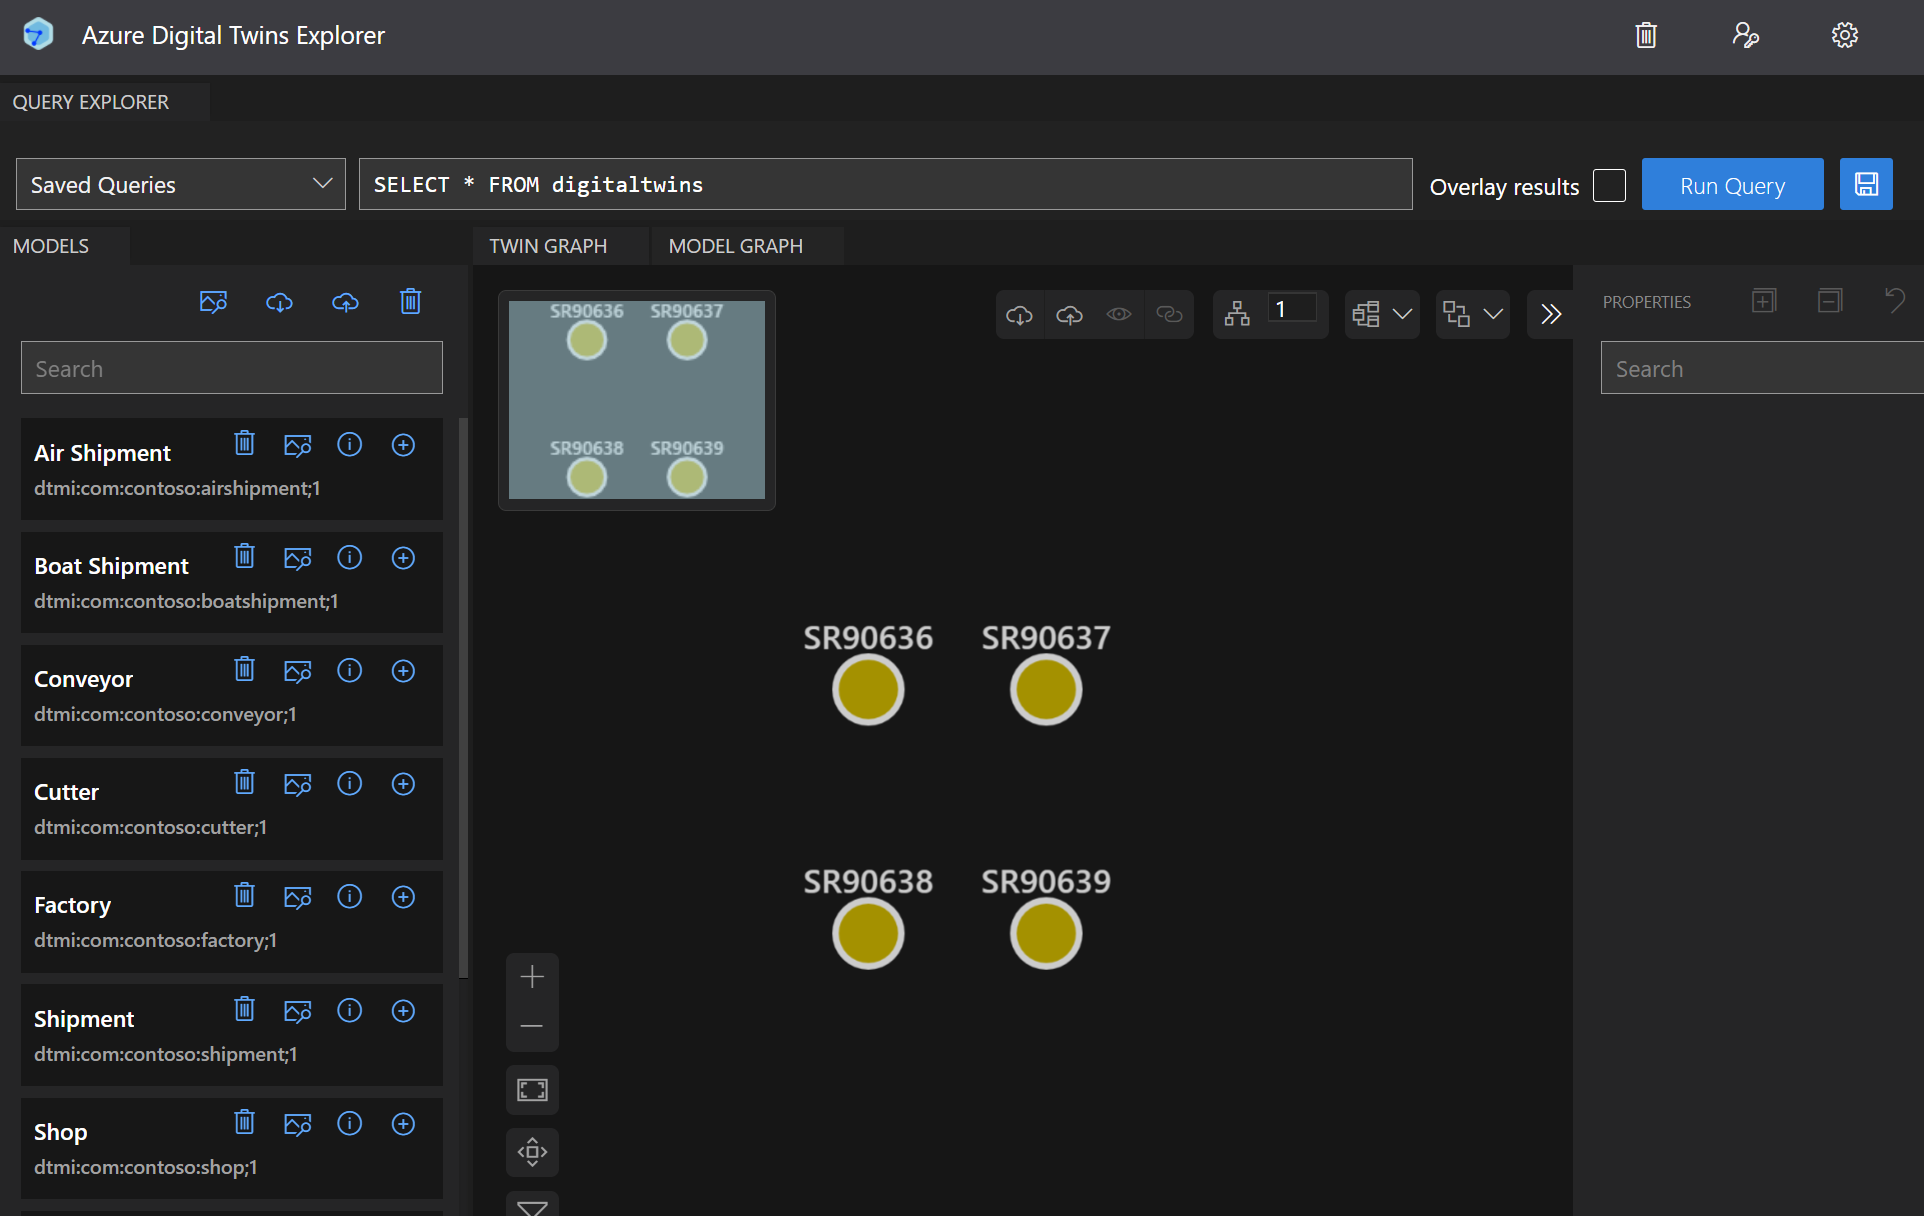 Azure Digital Twins Explorer
QUERY EXPLORER
Saved Queries
SELECT * FROM digitaltwins
Overlay results
Run Query
MODELS
TWIN GRAPH
MODEL GRAPH
Search
Air Shipment
dtmi:com:contoso:airshipment;1
Boat Shipment
dtmi:com:contoso:boatshipment;1
Conveyor
dtmi:com:contoso:conveyor;1
Cutter
dtmi:com:contoso:cutter;1
Factory
dtmi:com:contoso:factory;1
Shipment
dtmi:com:contoso:shipment;1
Shop
dtmi:com:contoso:shop;1
SR90636 SR90637
SR90638 SR90639
1
SR90636 SR90637
SR90638 SR90639
PROPERTIES
Search